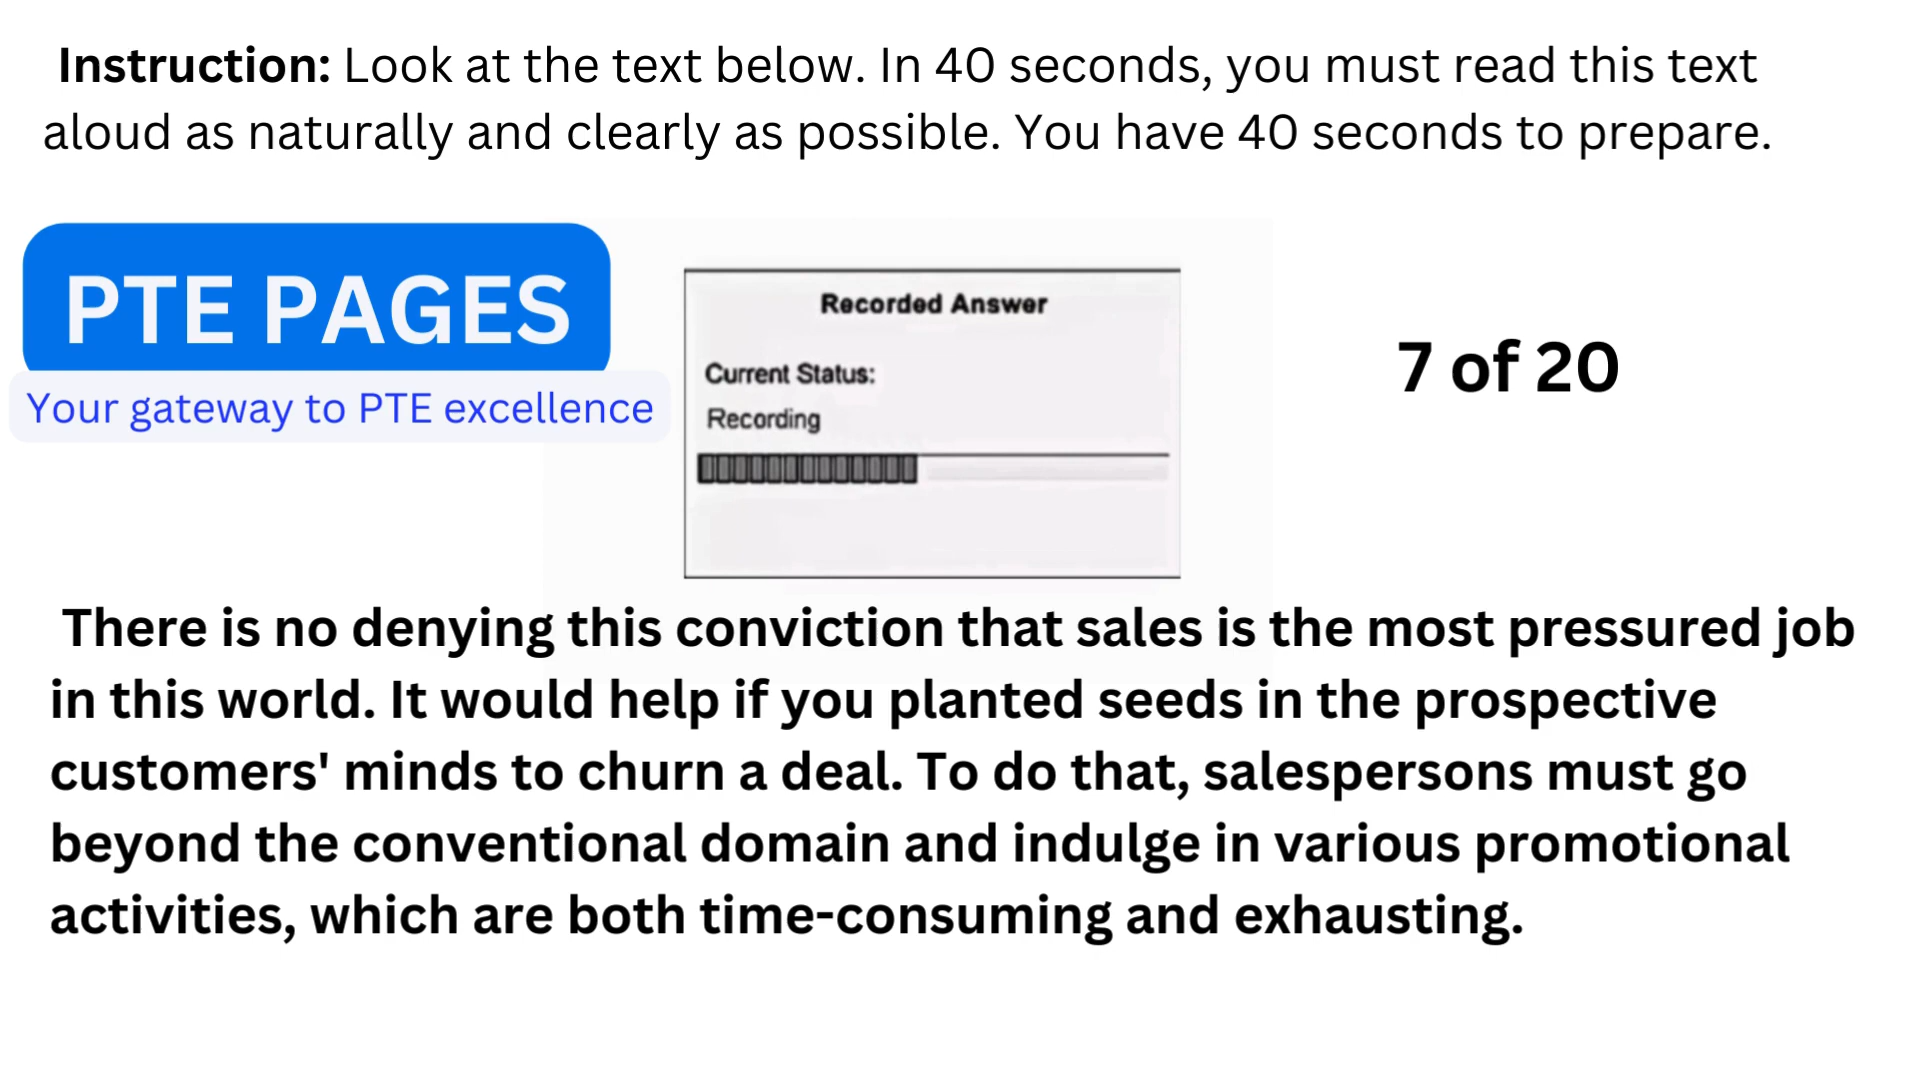 Instruction: Look at the text below. In 40 seconds, you must read this text
aloud as naturally and clearly as possible. You have 40 seconds to prepare.
PTE PAGES
Your gateway to PTE excellence
Recorded Answer
Current Status:
Recording
7 of 20
There is no denying this conviction that sales is the most pressured job
in this world. It would help if you planted seeds in the prospective
customers' minds to churn a deal. To do that, salespersons must go
beyond the conventional domain and indulge in various promotional
activities, which are both time-consuming and exhausting.